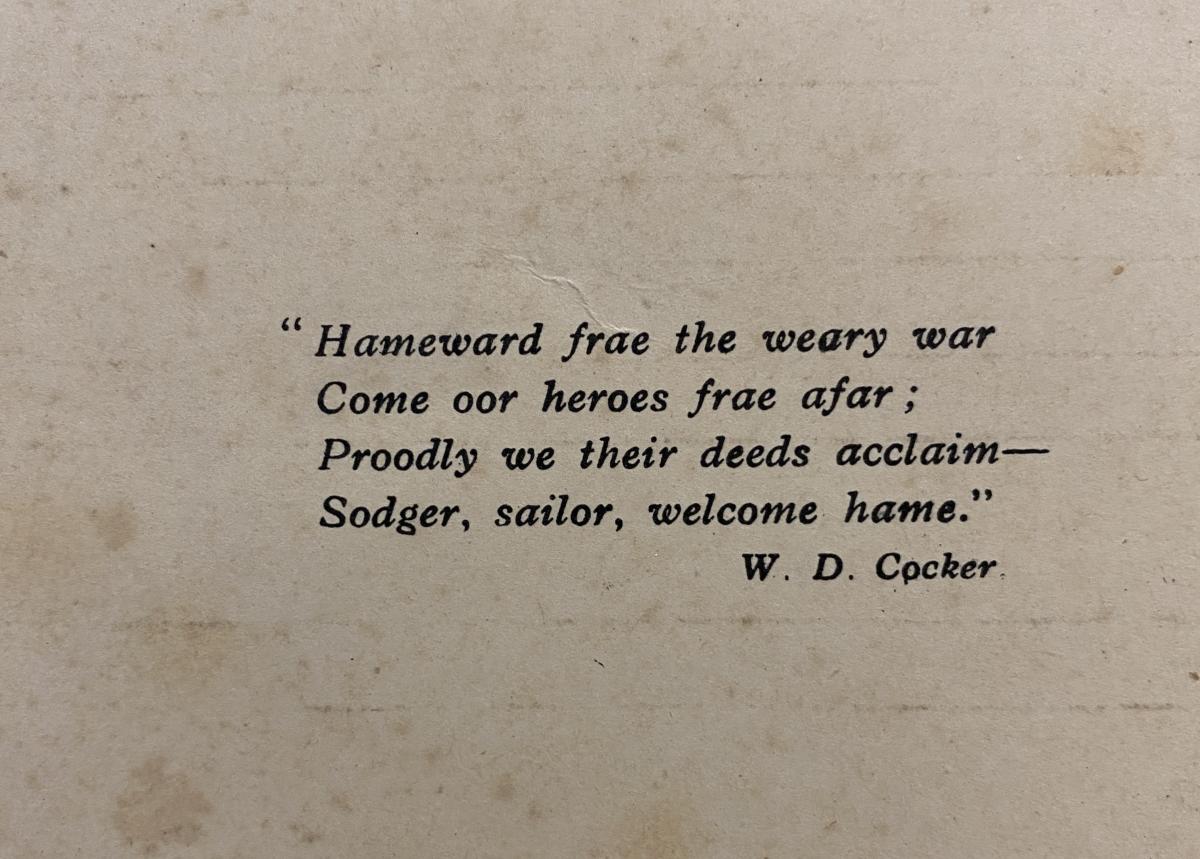 “ Hameward frae the weary war
Come oor heroes frae afar ;
Proodly we their deeds acclaim—
Sodger, sailor, welcome hame.”
W. D. Cocker.